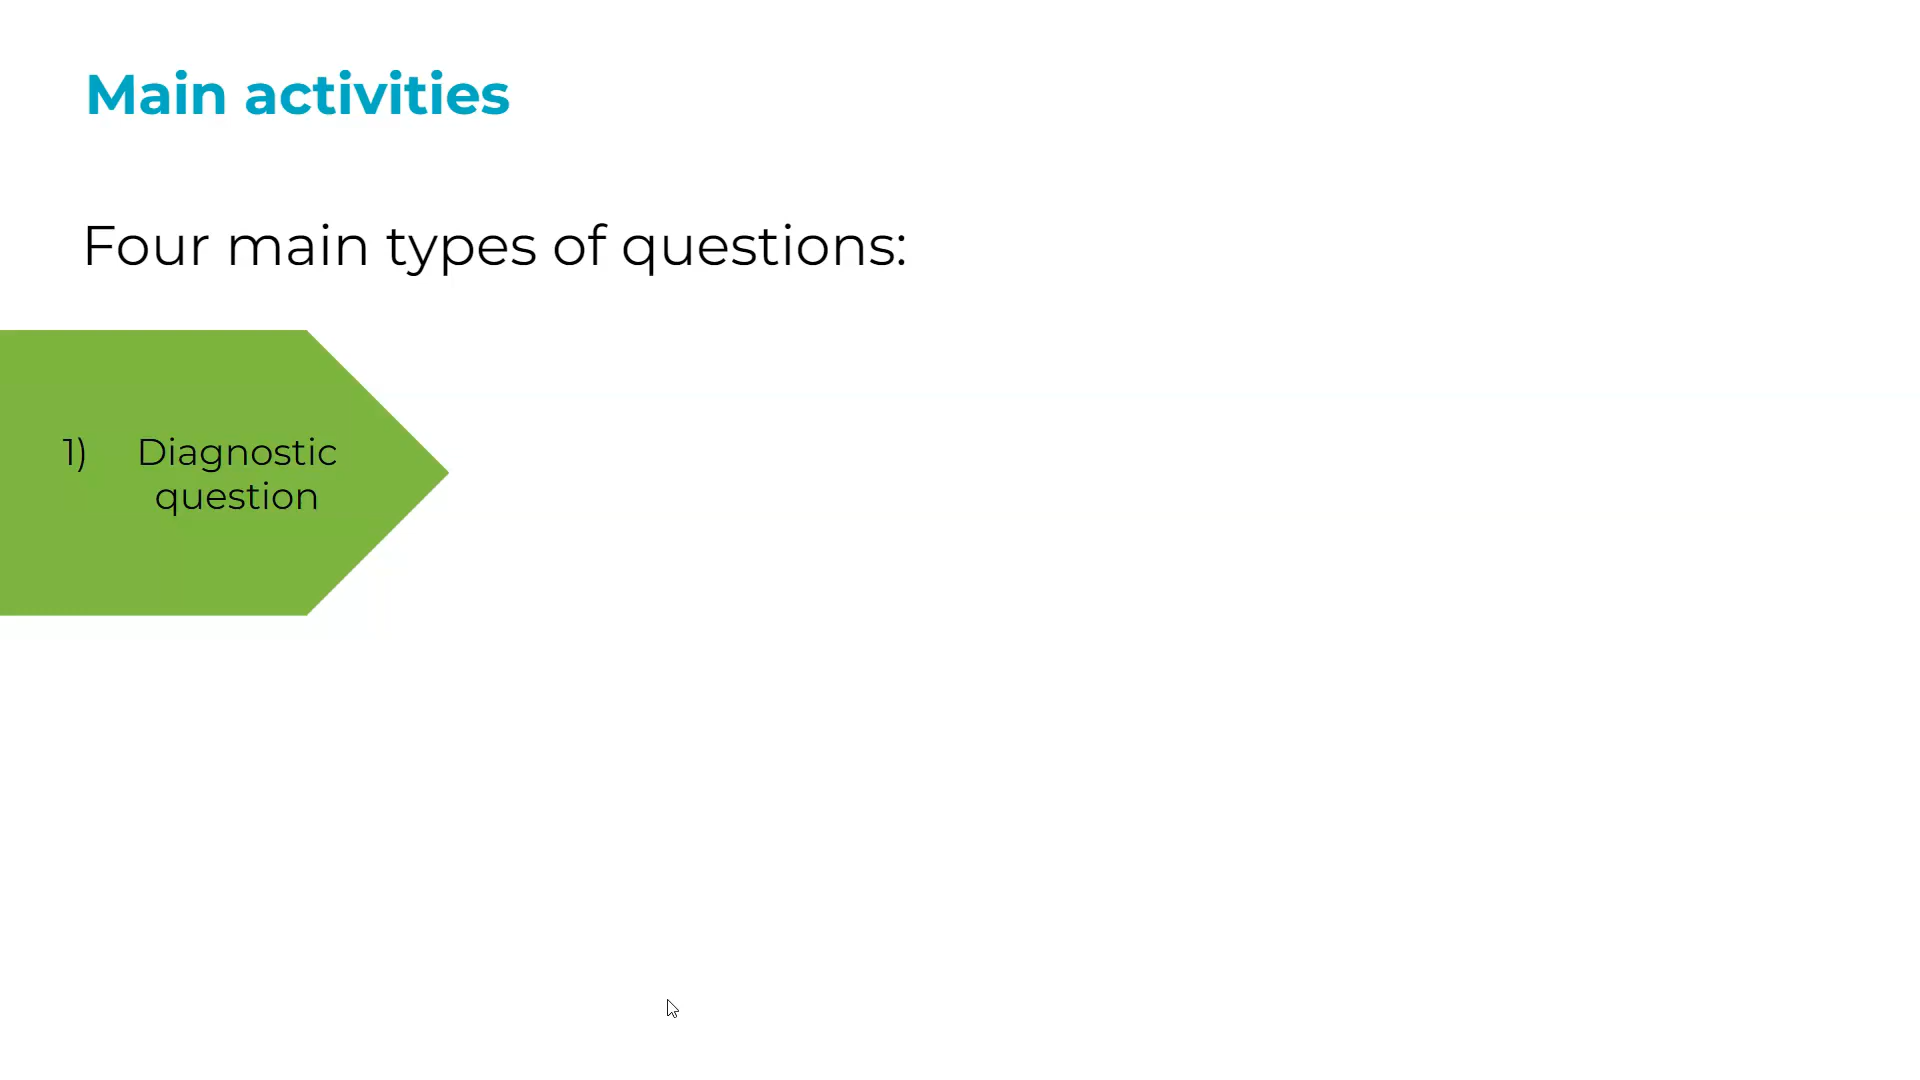 Main activities
Four main types of questions:
1) Diagnostic
question